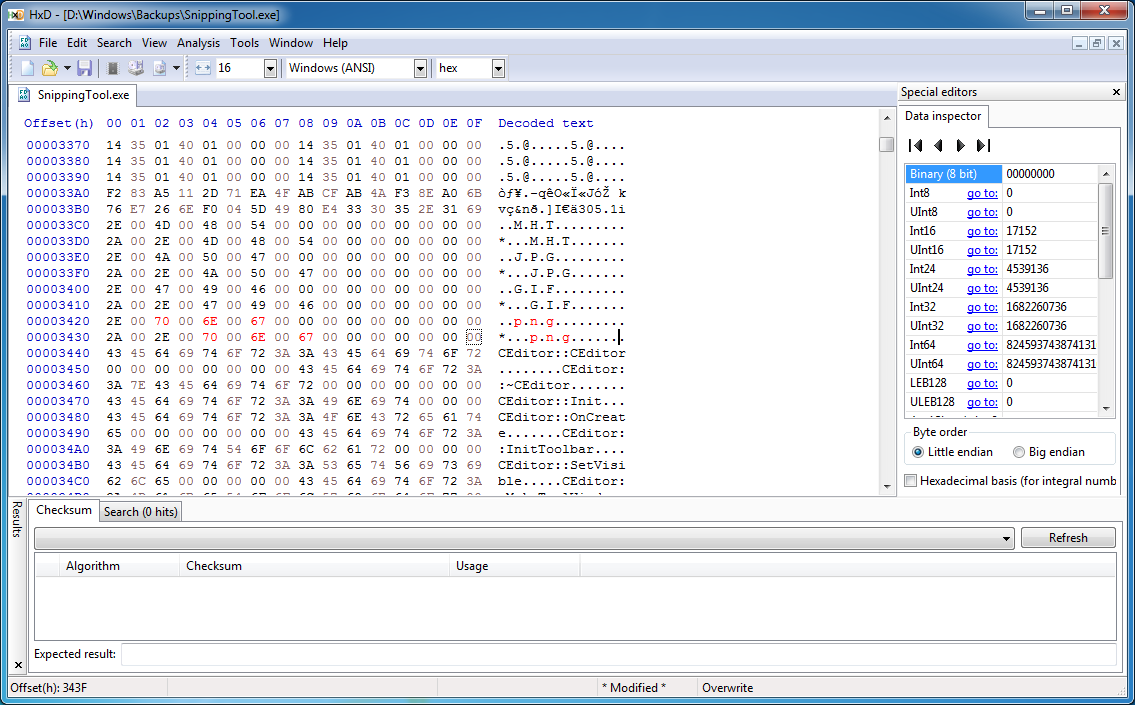 HxD - [D:\Windows\Backups\SnippingTool.exe]
File Edit Search View Analysis Tools Window Help
16 Windows (ANSI) hex
SnippingTool.exe
Offset(h) 00 01 02 03 04 05 06 07 08 09 0A 0B 0C 0D 0E 0F Decoded text
00003370 14 35 01 40 01 00 00 00 14 35 01 40 01 00 00 00 .5.@.....5.@....
00003380 14 35 01 40 01 00 00 00 14 35 01 40 01 00 00 00 .5.@.....5.@....
00003390 14 35 01 40 01 00 00 00 14 35 01 40 01 00 00 00 .5.@.....5.@....
000033A0 F2 83 A5 11 2D 71 EA 4F AB CF AB 4A F3 8E A0 6B òƒ¥.-qêO«Ï«JóŽ k
000033B0 76 E7 26 6E F0 04 5D 49 80 E4 33 30 35 2E 31 69 vç&nð.]I€ä305.1i
000033C0 2E 00 4D 00 48 00 54 00 00 00 00 00 00 00 00 00 ..M.H.T.........
000033D0 2A 00 2E 00 4D 00 48 00 54 00 00 00 00 00 00 00 *...M.H.T.......
000033E0 2E 00 4A 00 50 00 47 00 00 00 00 00 00 00 00 00 ..J.P.G.........
000033F0 2A 00 2E 00 4A 00 50 00 47 00 00 00 00 00 00 00 *...J.P.G.......
00003400 2E 00 47 00 49 00 46 00 00 00 00 00 00 00 00 00 ..G.I.F.........
00003410 2A 00 2E 00 47 00 49 00 46 00 00 00 00 00 00 00 *...G.I.F.......
00003420 2E 00 70 00 6E 00 67 00 00 00 00 00 00 00 00 00 ..p.n.g.........
00003430 2A 00 2E 00 70 00 6E 00 67 00 00 00 00 00 00 00 *...p.n.g.......
00003440 43 45 64 69 74 6F 72 3A 3A 43 45 64 69 74 6F 72 CEditor::CEditor
00003450 00 00 00 00 00 00 00 00 43 45 64 69 74 6F 72 3A ........CEditor:
00003460 3A 7E 43 45 64 69 74 6F 72 00 00 00 00 00 00 00 :~CEditor.......
00003470 43 45 64 69 74 6F 72 3A 3A 49 6E 69 74 00 00 00 CEditor::Init...
00003480 43 45 64 69 74 6F 72 3A 3A 4F 6E 43 72 65 61 74 CEditor::OnCreat
00003490 65 00 00 00 00 00 00 00 43 45 64 69 74 6F 72 3A e.......CEditor:
000034A0 3A 49 6E 69 74 54 6F 6F 6C 62 61 72 00 00 00 00 :InitToolbar....
000034B0 43 45 64 69 74 6F 72 3A 3A 53 65 74 56 69 73 69 CEditor::SetVisi
000034C0 62 6C 65 00 00 00 00 00 43 45 64 69 74 6F 72 3A ble.....CEditor:
Special editors
Data inspector
Binary (8 bit) 00000000
Int8 go to: 0
UInt8 go to: 0
Int16 go to: 17152
UInt16 go to: 17152
Int24 go to: 4539136
UInt24 go to: 4539136
Int32 go to: 1682260736
UInt32 go to: 1682260736
Int64 go to: 824593743874131
UInt64 go to: 824593743874131
LEB128 go to: 0
ULEB128 go to: 0
Byte order
Little endian Big endian
Hexadecimal basis (for integral numb
Results
Checksum Search (0 hits)
Refresh
Algorithm Checksum Usage
Expected result:
Offset(h): 343F * Modified * Overwrite